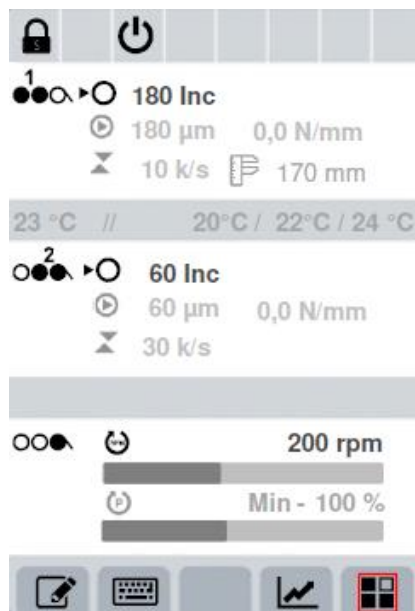 S
1
180 Inc
180 µm 0,0 N/mm
10 k/s 170 mm
23 °C // 20°C / 22°C / 24 °C
2
60 Inc
60 µm 0,0 N/mm
30 k/s
200 rpm
P Min - 100 %